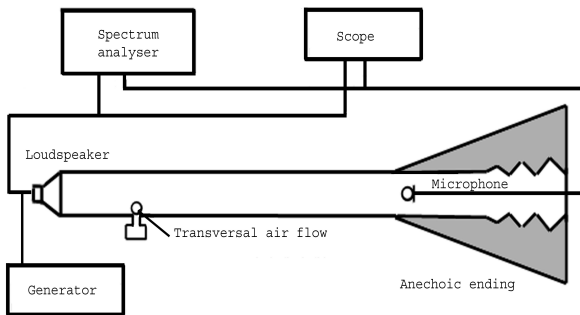 Spectrum
analyser
Scope
Loudspeaker
Microphone
Transversal air flow
Generator
Anechoic ending